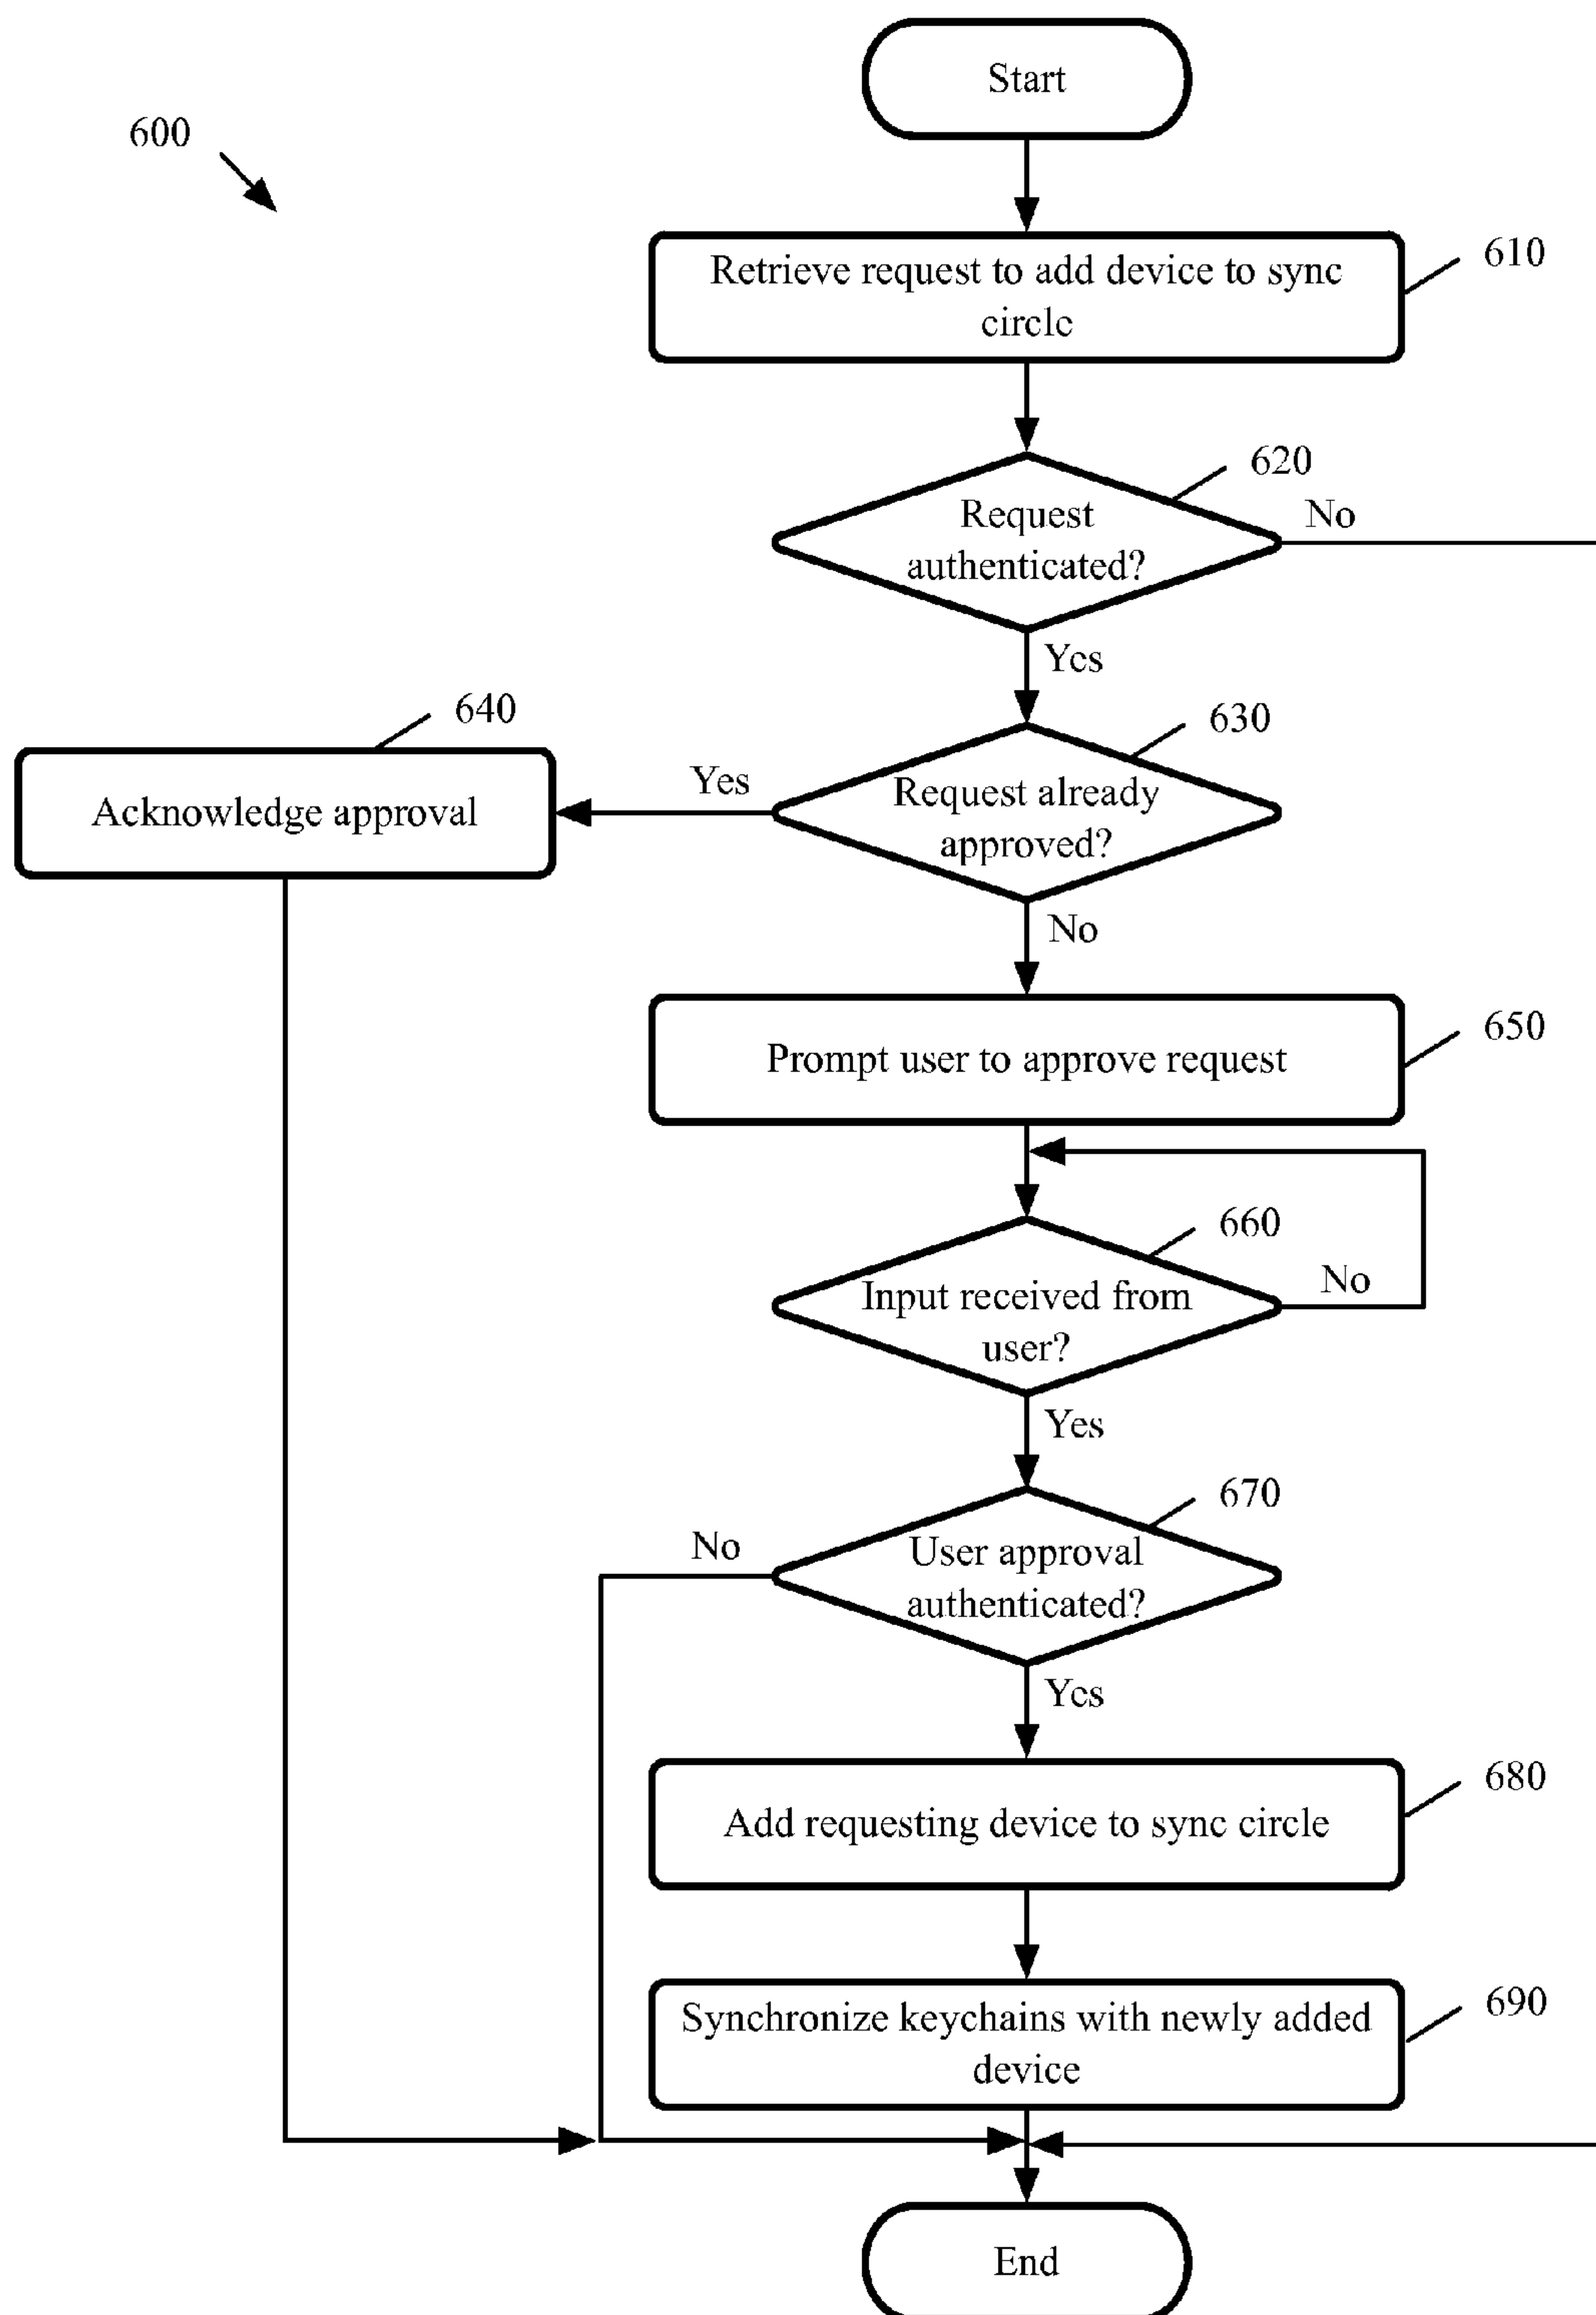 Start
600
Retrieve request to add device to sync
circle
610
620
Request
authenticated?
No
Yes
640
630
Acknowledge approval
Yes
Request already
approved?
No
650
Prompt user to approve request
660
Input received from
user?
No
Yes
670
No
User approval
authenticated?
Yes
680
Add requesting device to sync circle
690
Synchronize keychains with newly added
device
End